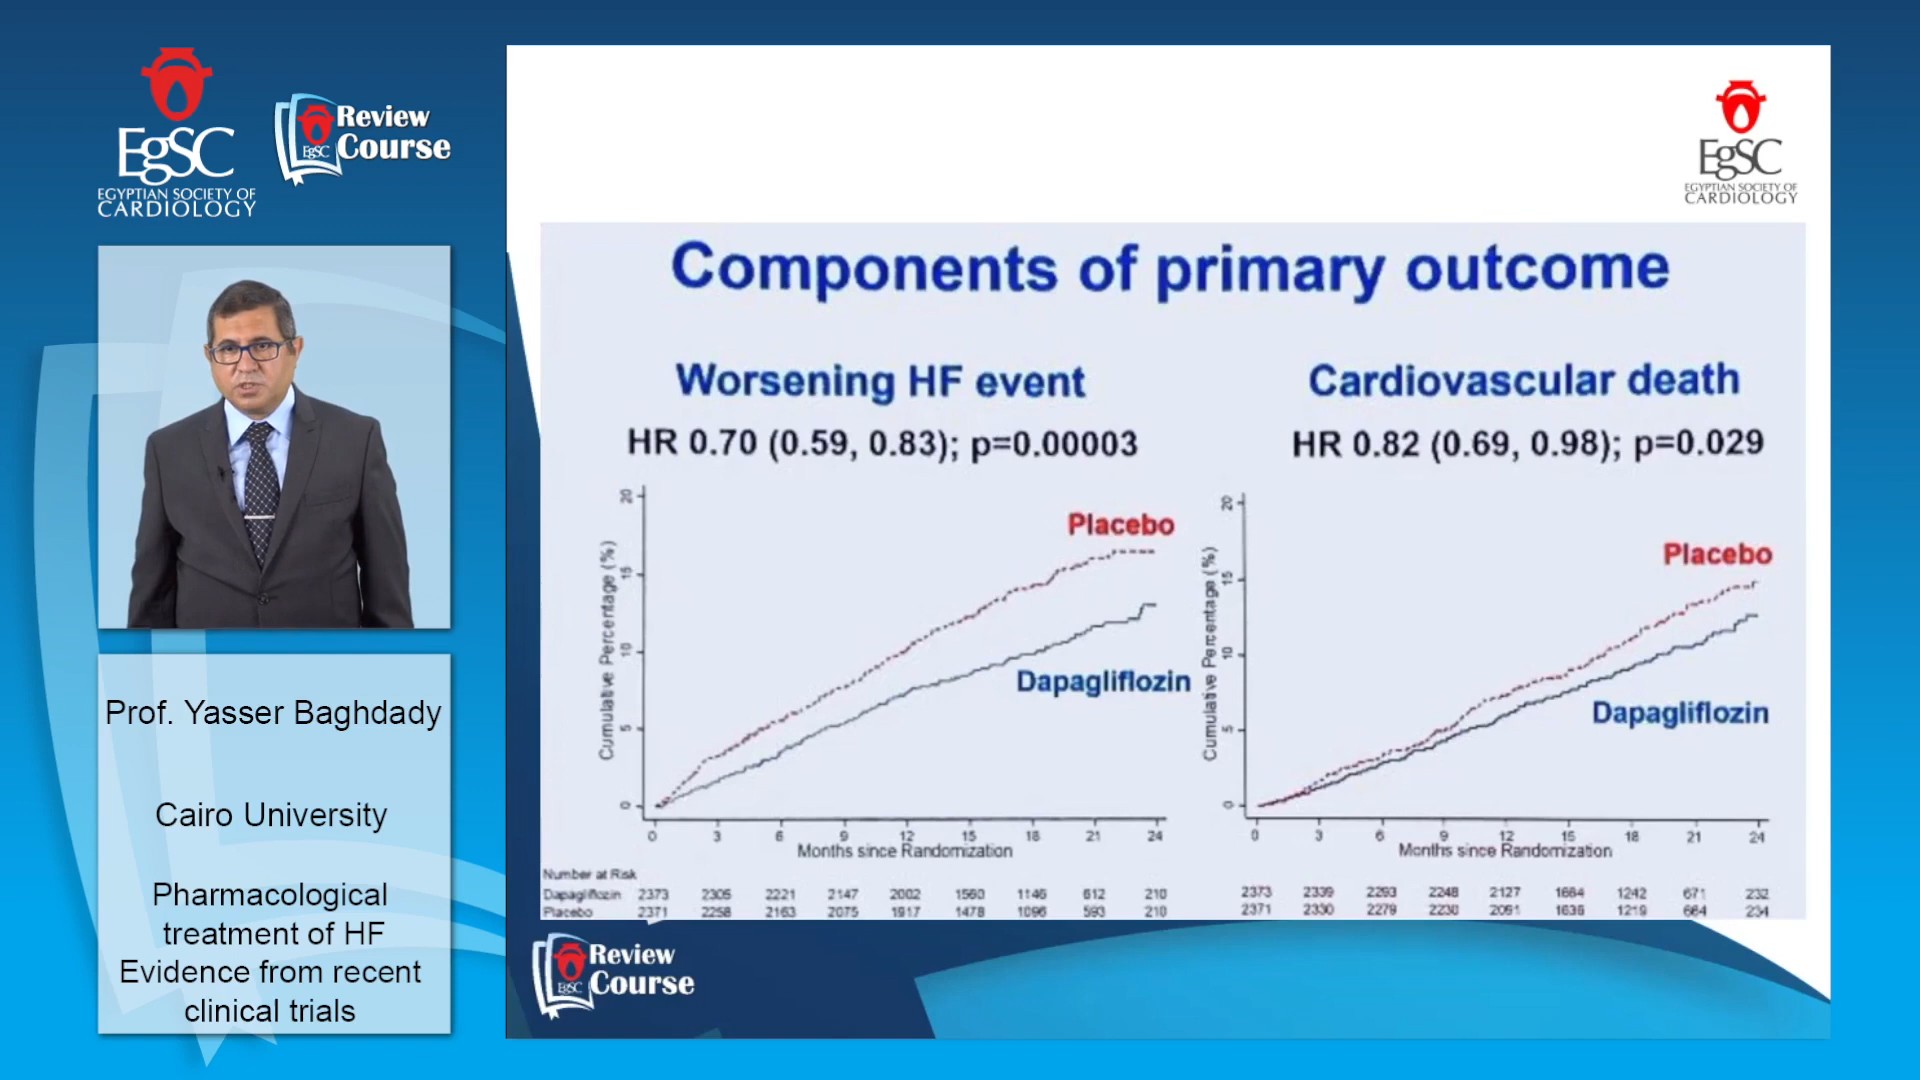 EgSC
EGYPTIAN SOCIETY OF
CARDIOLOGY
Review
Course
EgSC
Prof. Yasser Baghdady
Cairo University
Pharmacological
treatment of HF
Evidence from recent
clinical trials
EgSC
EGYPTIAN SOCIETY OF
CARDIOLOGY
Components of primary outcome
Worsening HF event
HR 0.70 (0.59, 0.83); p=0.00003
Placebo
Dapagliflozin
Cumulative Percentage (%)
20
15
10
5
0
0 3 6 9 12 15 18 21 24
Months since Randomization
Number at Risk
Dapagliflozin 2373 2305 2221 2147 2002 1560 1146 612 210
Placebo 2371 2258 2163 2075 1917 1478 1096 593 210
Cardiovascular death
HR 0.82 (0.69, 0.98); p=0.029
Placebo
Dapagliflozin
Cumulative Percentage (%)
20
15
10
5
0
0 3 6 9 12 15 18 21 24
Months since Randomization
2373 2339 2293 2248 2127 1664 1242 671 232
2371 2330 2279 2230 2091 1636 1219 664 234
Review
Course
EgSC